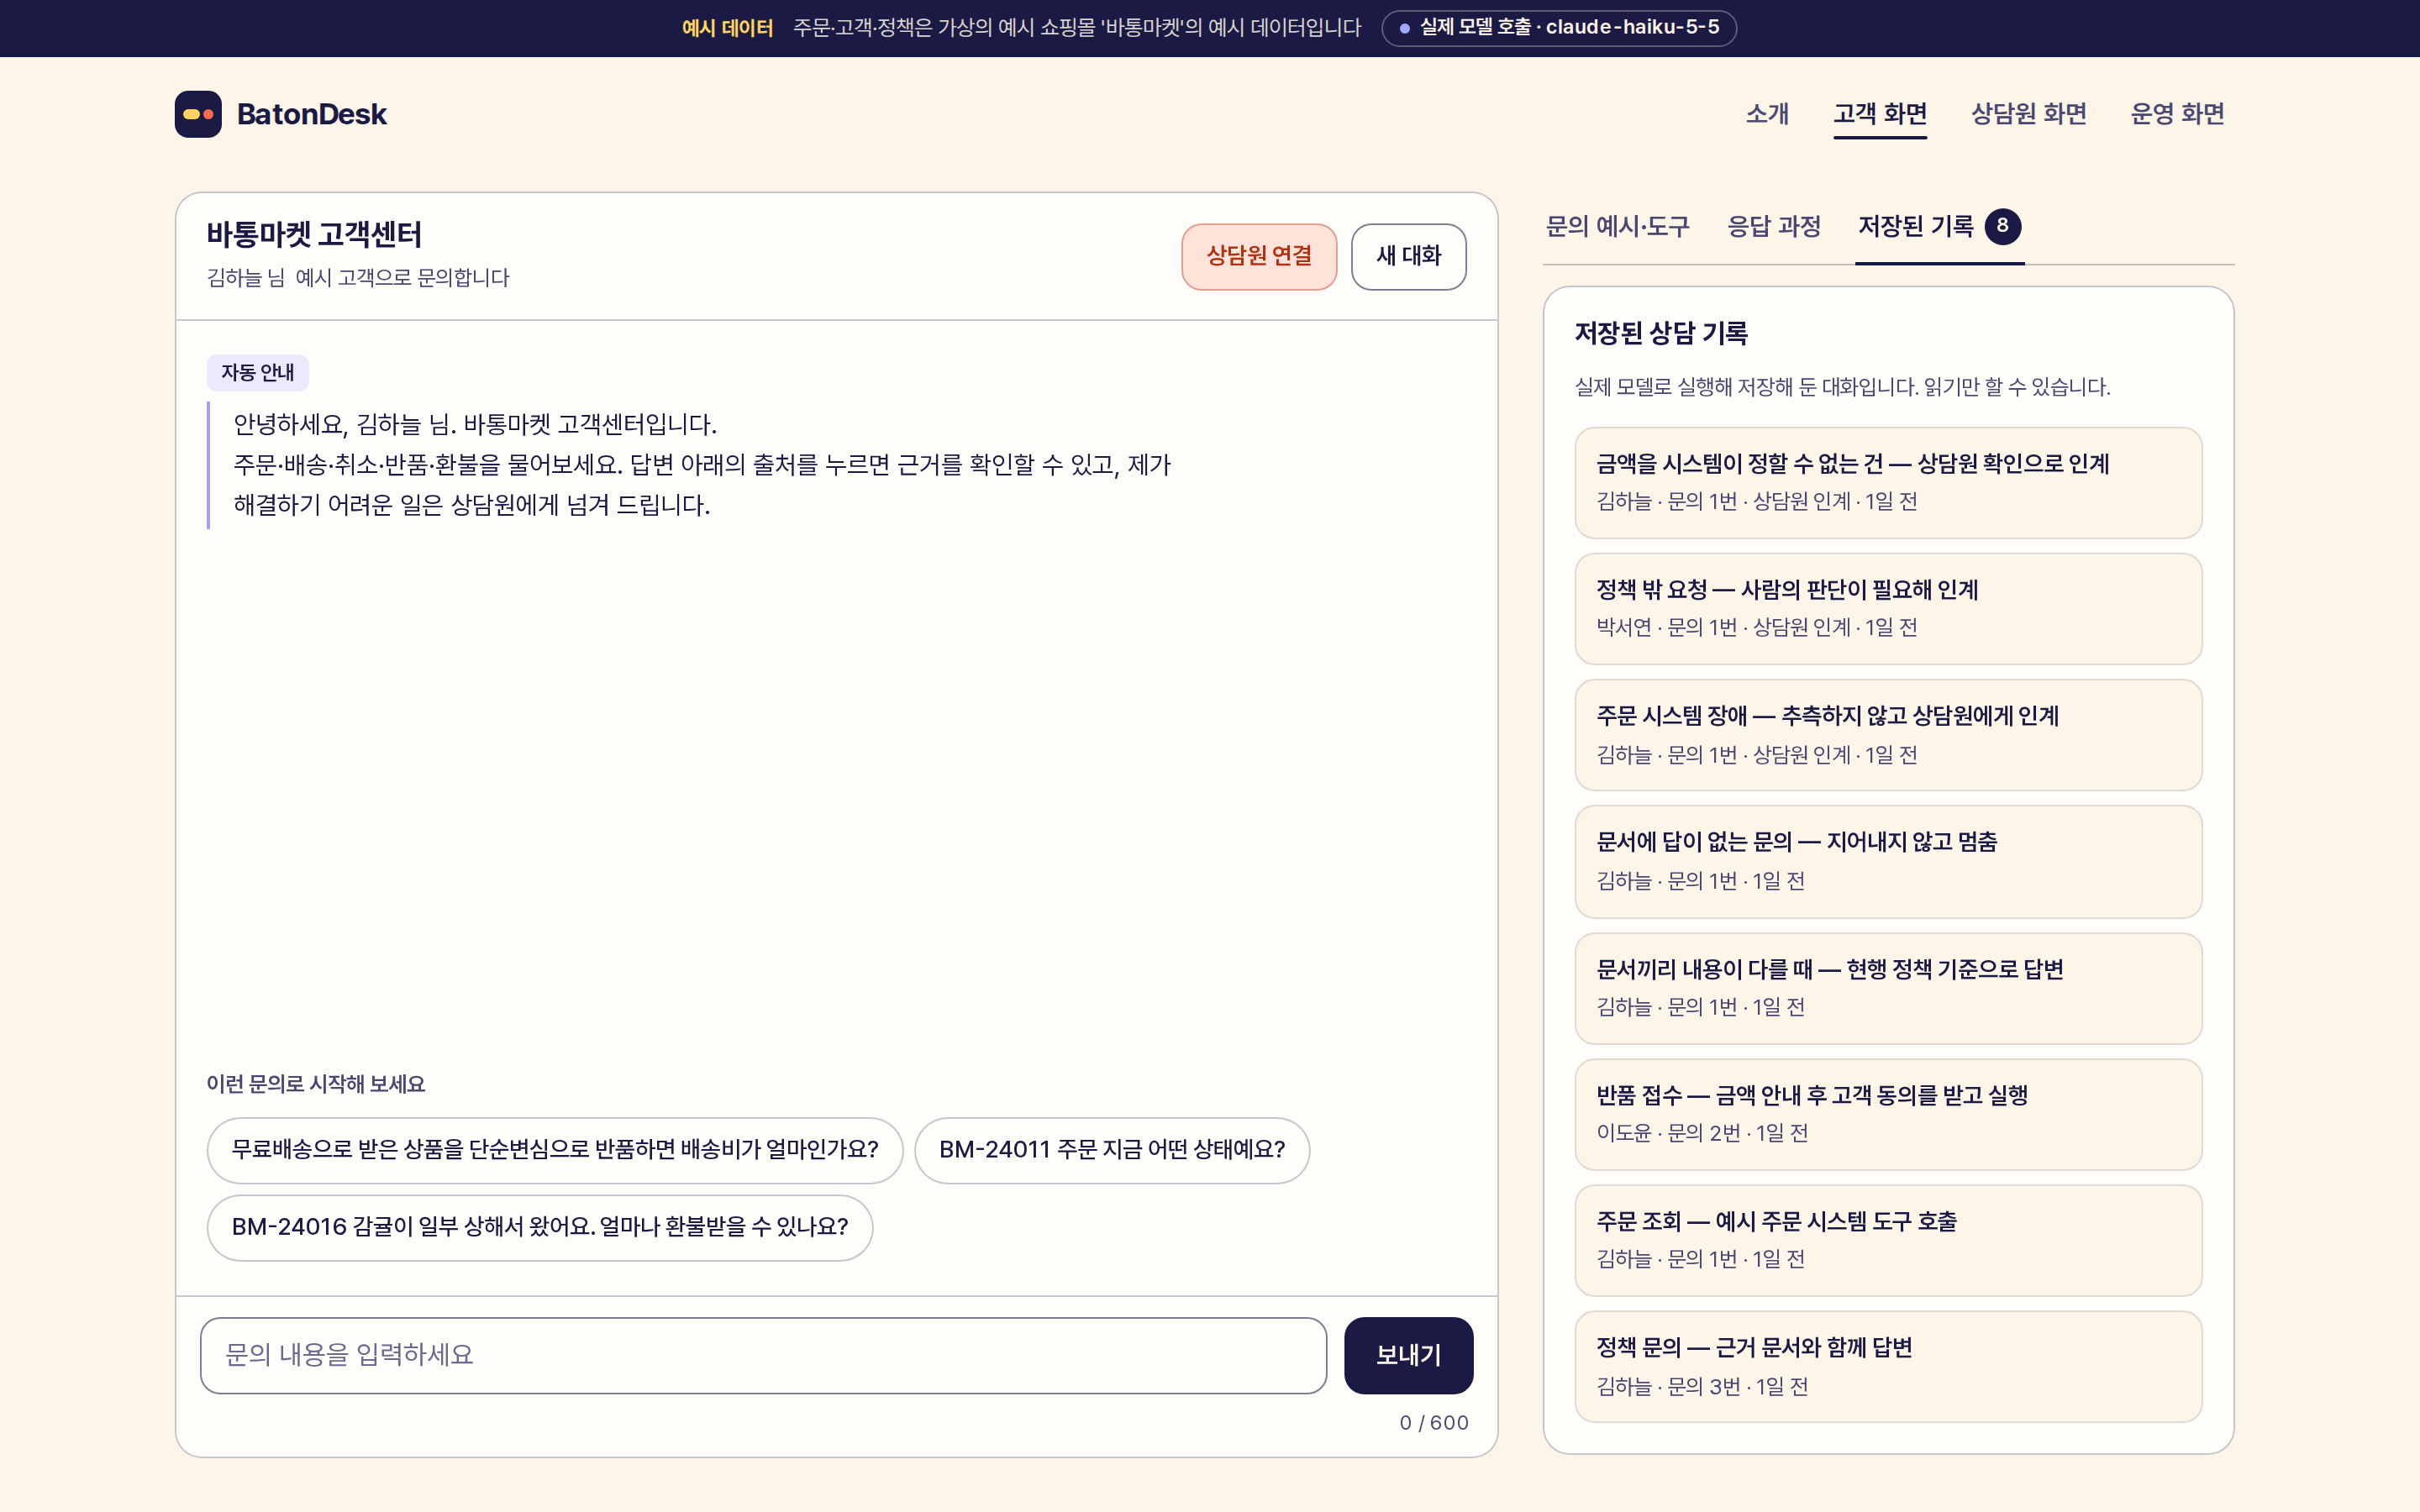 예시 데이터 주문·고객·정책은 가상의 예시 쇼핑몰 '바통마켓'의 예시 데이터입니다 실제 모델 호출 · claude-haiku-5-5
BatonDesk
소개 고객 화면 상담원 화면 운영 화면
바통마켓 고객센터
김하늘 님 예시 고객으로 문의합니다
상담원 연결 새 대화
자동 안내
안녕하세요, 김하늘 님. 바통마켓 고객센터입니다.
주문·배송·취소·반품·환불을 물어보세요. 답변 아래의 출처를 누르면 근거를 확인할 수 있고, 제가
해결하기 어려운 일은 상담원에게 넘겨 드립니다.
이런 문의로 시작해 보세요
무료배송으로 받은 상품을 단순변심으로 반품하면 배송비가 얼마인가요? BM-24011 주문 지금 어떤 상태예요?
BM-24016 감귤이 일부 상해서 왔어요. 얼마나 환불받을 수 있나요?
문의 내용을 입력하세요 보내기
0 / 600
문의 예시·도구 응답 과정 저장된 기록 8
저장된 상담 기록
실제 모델로 실행해 저장해 둔 대화입니다. 읽기만 할 수 있습니다.
금액을 시스템이 정할 수 없는 건 — 상담원 확인으로 인계
김하늘 · 문의 1번 · 상담원 인계 · 1일 전
정책 밖 요청 — 사람의 판단이 필요해 인계
박서연 · 문의 1번 · 상담원 인계 · 1일 전
주문 시스템 장애 — 추측하지 않고 상담원에게 인계
김하늘 · 문의 1번 · 상담원 인계 · 1일 전
문서에 답이 없는 문의 — 지어내지 않고 멈춤
김하늘 · 문의 1번 · 1일 전
문서끼리 내용이 다를 때 — 현행 정책 기준으로 답변
김하늘 · 문의 1번 · 1일 전
반품 접수 — 금액 안내 후 고객 동의를 받고 실행
이도윤 · 문의 2번 · 1일 전
주문 조회 — 예시 주문 시스템 도구 호출
김하늘 · 문의 1번 · 1일 전
정책 문의 — 근거 문서와 함께 답변
김하늘 · 문의 3번 · 1일 전